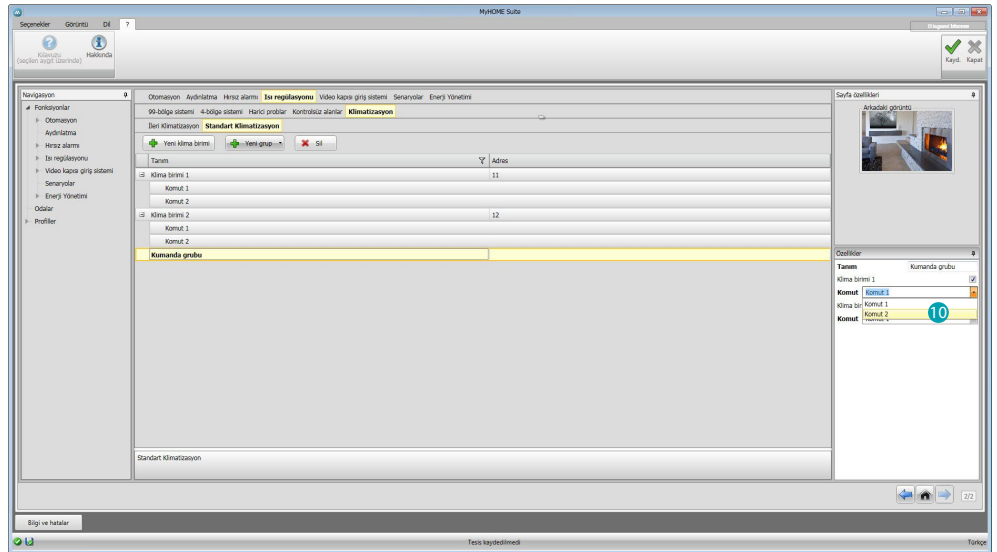 MyHOME Suite
Seçenekler Görüntü Dil ?
Kılavuzu
(seçilen aygıt üzerinde)
Hakkında
Kayd. Kapat
Navigasyon
Fonksiyonlar
Otomasyon
Aydınlatma
Hırsız alarmı
Isı regülasyonu
Video kapısı giriş sistemi
Senaryolar
Enerji Yönetimi
Odalar
Profiller
Otomasyon Aydınlatma Hırsız alarmı Isı regülasyonu Video kapısı giriş sistemi Senaryolar Enerji Yönetimi
99-bölge sistemi 4-bölge sistemi Harici problar Kontrolsüz alanlar Klimatizasyon
İleri Klimatizasyon Standart Klimatizasyon
Yeni klima birimi Yeni grup Sil
Tanım Adres
Klima birimi 1 11
Komut 1
Komut 2
Klima birimi 2 12
Komut 1
Komut 2
Kumanda grubu
Standart Klimatizasyon
Sayfa özellikleri
Arkadaki görüntü
Özellikler
Tanım Kumanda grubu
Klima birimi 1
Komut Komut 1
Klima bir Komut 1
Komut 2
Komut
10
2/2
Bilgi ve hatalar
Tesis kaydedilmedi Türkçe